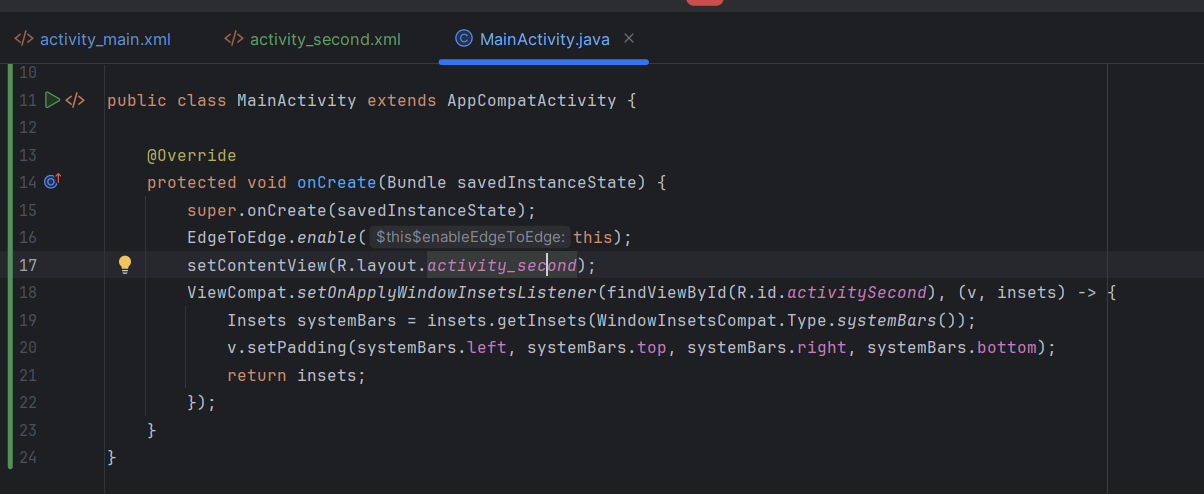 activity_main.xml activity_second.xml MainActivity.java
10
11 public class MainActivity extends AppCompatActivity {
12
13 @Override
14 protected void onCreate(Bundle savedInstanceState) {
15 super.onCreate(savedInstanceState);
16 EdgeToEdge.enable( $this$enableEdgeToEdge: this);
17 setContentView(R.layout.activity_second);
18 ViewCompat.setOnApplyWindowInsetsListener(findViewById(R.id.activitySecond), (v, insets) -> {
19 Insets systemBars = insets.getInsets(WindowInsetsCompat.Type.systemBars());
20 v.setPadding(systemBars.left, systemBars.top, systemBars.right, systemBars.bottom);
21 return insets;
22 });
23 }
24 }